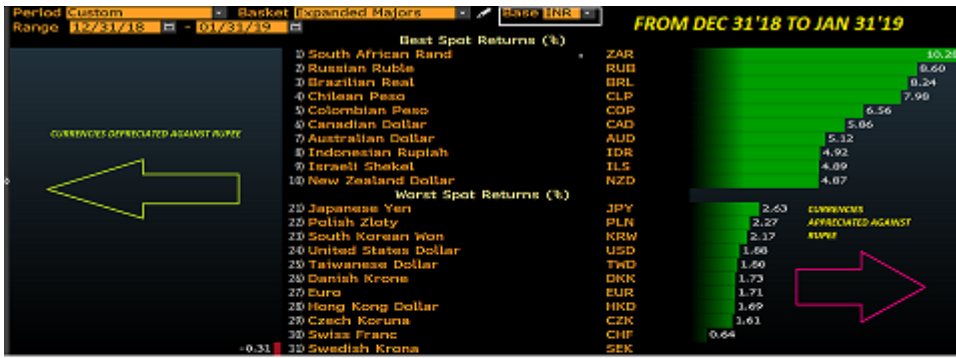 Period Custom Basket Expanded Majors Base INR
Range 12/31/18 - 01/31/19
FROM DEC 31'18 TO JAN 31'19
Best Spot Returns (%)
1) South African Rand ZAR 10.28
2) Russian Ruble RUB 8.60
3) Brazilian Real BRL 8.24
4) Chilean Peso CLP 7.98
5) Colombian Peso COP 6.56
6) Canadian Dollar CAD 5.86
7) Australian Dollar AUD 5.12
8) Indonesian Rupiah IDR 4.92
9) Israeli Shekel ILS 4.89
10) New Zealand Dollar NZD 4.87
CURRENCIES DEPRECIATED AGAINST RUPEE
Worst Spot Returns (%)
21) Japanese Yen JPY 2.63
22) Polish Zloty PLN 2.27
23) South Korean Won KRW 2.17
24) United States Dollar USD 1.88
25) Taiwanese Dollar TWD 1.80
26) Danish Krone DKK 1.73
27) Euro EUR 1.71
28) Hong Kong Dollar HKD 1.69
29) Czech Koruna CZK 1.61
30) Swiss Franc CHF 0.64
-0.31 31) Swedish Krona SEK
CURRENCIES
APPRECIATED AGAINST
RUPEE